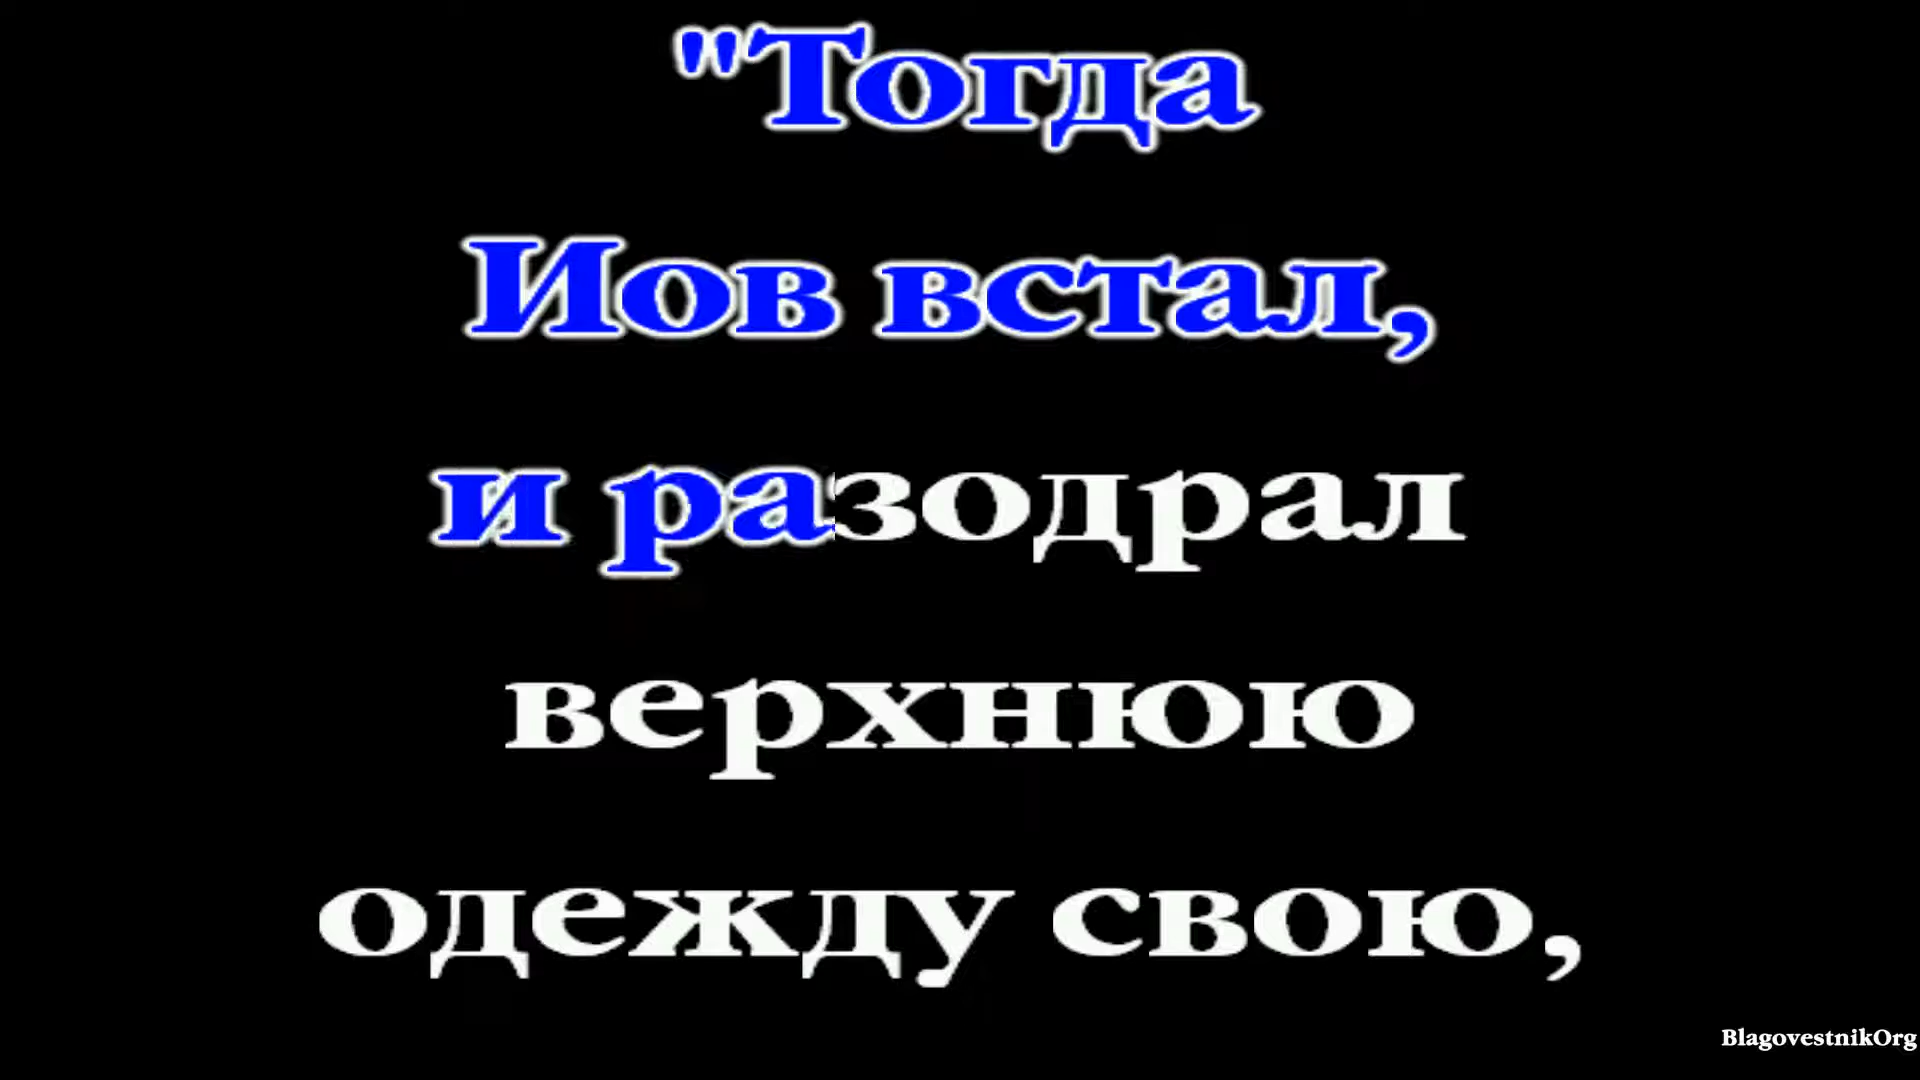 "Тогда
Иов встал,
и разодрал
верхнюю
одежду свою,
BlagovestnikOrg